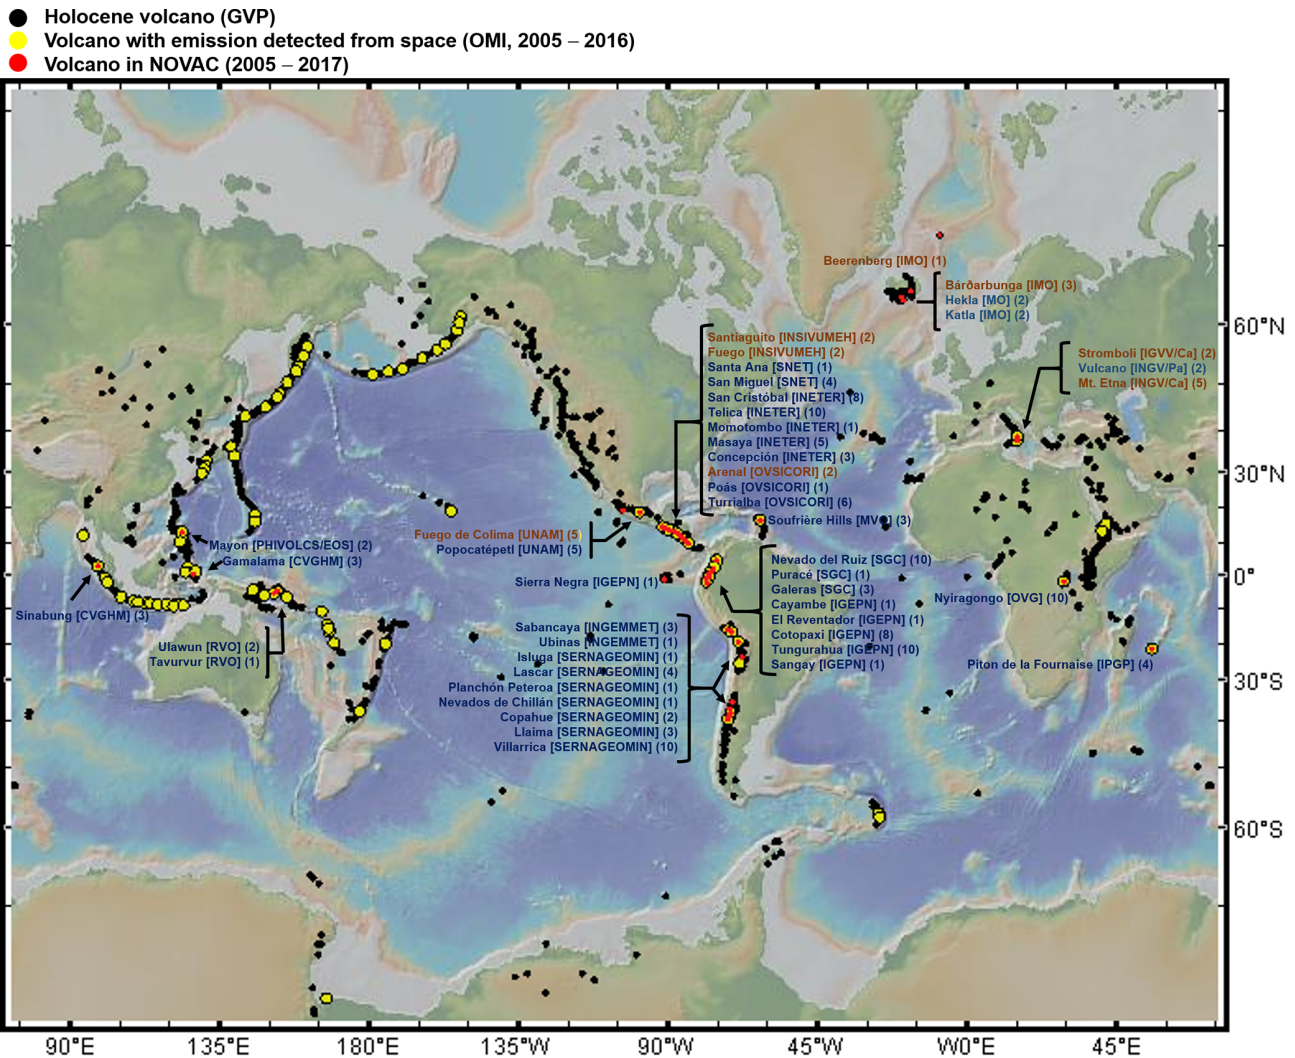 Holocene volcano (GVP)
Volcano with emission detected from space (OMI, 2005 – 2016)
Volcano in NOVAC (2005 – 2017)
Beerenberg [IMO] (1)
Bárðarbunga [IMO] (3)
Hekla [MO] (2)
Katla [IMO] (2)
60°N
Santiaguito [INSIVUMEH] (2)
Fuego [INSIVUMEH] (2)
Santa Ana [SNET] (1)
San Miguel [SNET] (4)
San Cristóbal [INETER] (8)
Telica [INETER] (10)
Momotombo [INETER] (1)
Masaya [INETER] (5)
Concepción [INETER] (3)
Arenal [OVSICORI] (2)
Poás [OVSICORI] (1)
Turrialba [OVSICORI] (6)
Stromboli [IGVV/Ca] (2)
Vulcano [INGV/Pa] (2)
Mt. Etna [INGV/Ca] (5)
30°N
Soufrière Hills [MVO] (3)
Fuego de Colima [UNAM] (5)
Popocatépetl [UNAM] (5)
Mayon [PHIVOLCS/EOS] (2)
Gamalama [CVGHM] (3)
Sierra Negra [IGEPN] (1)
Nevado del Ruiz [SGC] (10)
Puracé [SGC] (1)
Galeras [SGC] (3)
Cayambe [IGEPN] (1)
El Reventador [IGEPN] (1)
Cotopaxi [IGEPN] (8)
Tungurahua [IGEPN] (10)
Sangay [IGEPN] (1)
0°
Nyiragongo [OVG] (10)
Sinabung [CVGHM] (3)
Ulawun [RVO] (2)
Tavurvur [RVO] (1)
Sabancaya [INGEMMET] (3)
Ubinas [INGEMMET] (1)
Isluga [SERNAGEOMIN] (1)
Lascar [SERNAGEOMIN] (4)
Planchón Peteroa [SERNAGEOMIN] (1)
Nevados de Chillán [SERNAGEOMIN] (1)
Copahue [SERNAGEOMIN] (2)
Llaima [SERNAGEOMIN] (3)
Villarrica [SERNAGEOMIN] (10)
Piton de la Fournaise [IPGP] (4)
30°S
60°S
90°E 135°E 180°E 135°W 90°W 45°W W0°E 45°E